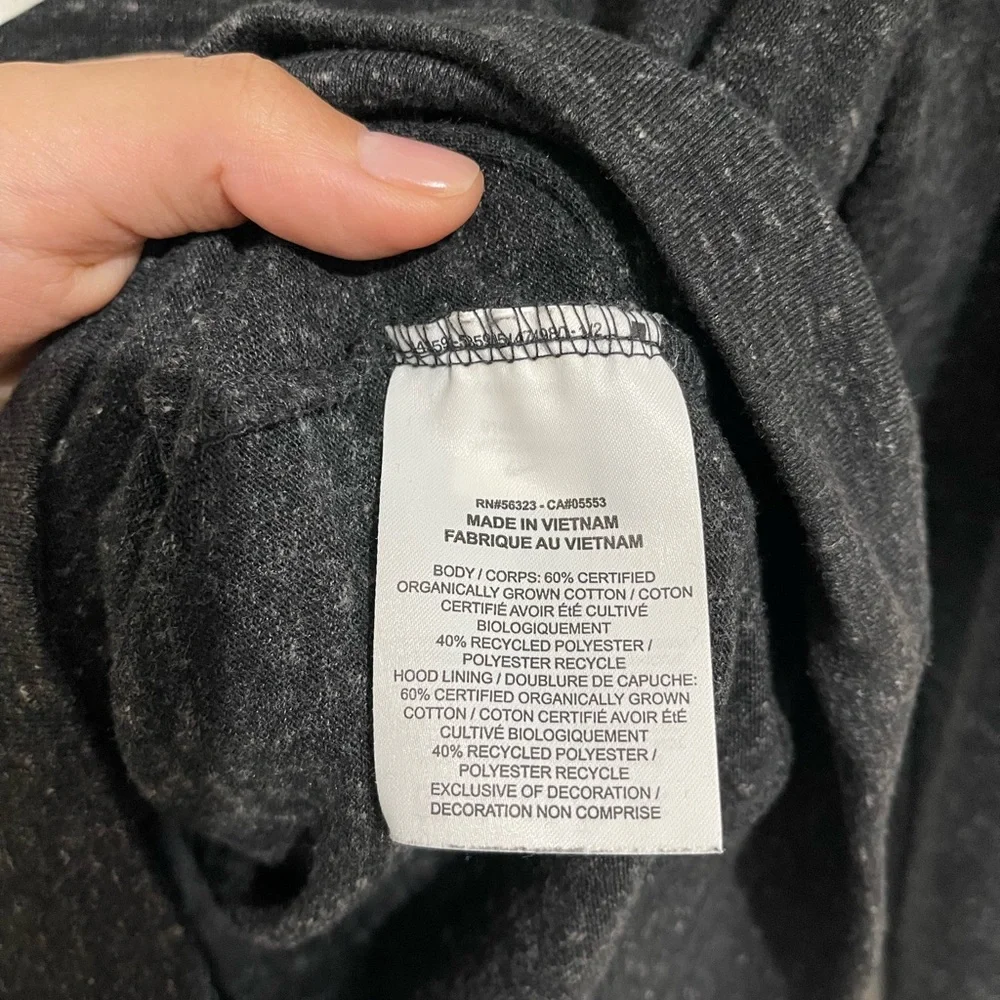 RN#56323 - CA#05553
MADE IN VIETNAM
FABRIQUE AU VIETNAM
BODY / CORPS: 60% CERTIFIED
ORGANICALLY GROWN COTTON / COTON
CERTIFIÉ AVOIR ÉtÉ CULTIVÉ
BIOLOGIQUEMENT
40% RECYCLED POLYESTER /
POLYESTER RECYCLE
HOOD LINING / DOUBLURE DE CAPUCHE:
60% CERTIFIED ORGANICALLY GROWN
COTTON / COTON CERTIFIÉ AVOIR ÉtÉ
CULTIVÉ BIOLOGIQUEMENT
40% RECYCLED POLYESTER /
POLYESTER RECYCLE
EXCLUSIVE OF DECORATION /
DECORATION NON COMPRISE